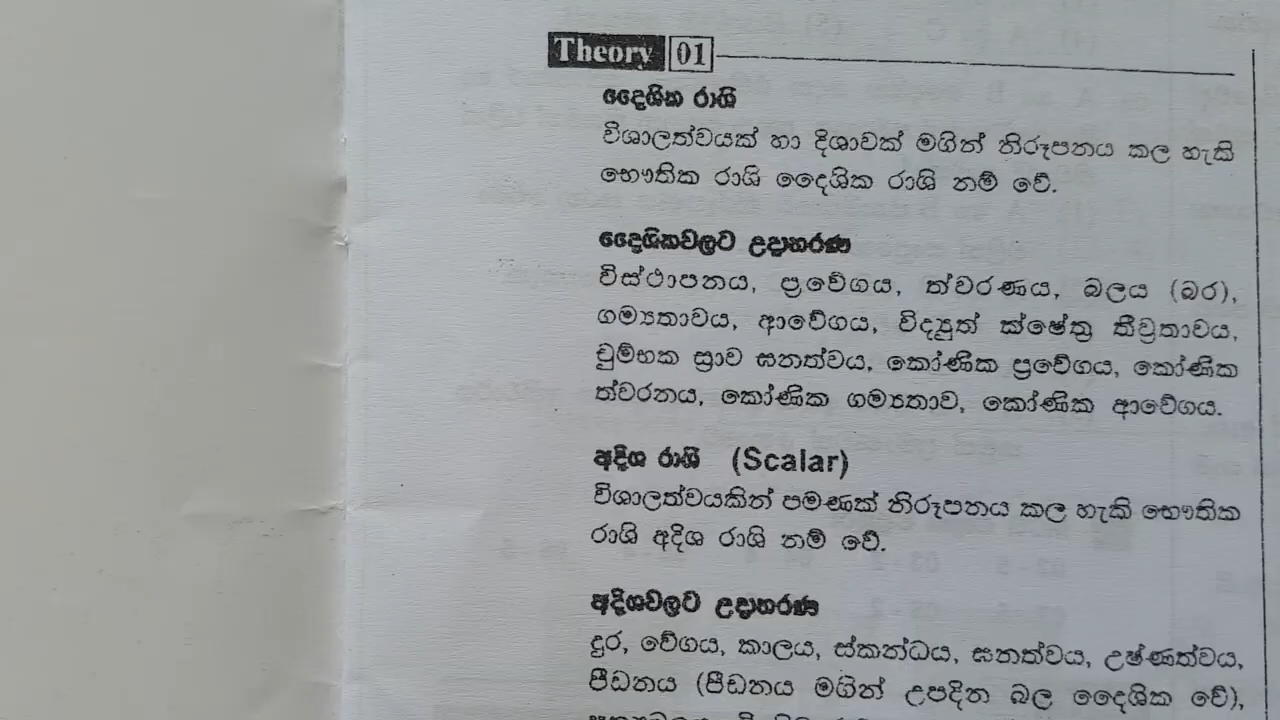 Theory 01
දෛශික රාශි
විශාලත්වයක් හා දිශාවක් මගින් නිරූපනය කල හැකි
භෞතික රාශි දෛශික රාශි නම් වේ.
දෛශිකවලට උදාහරණ
විස්ථාපනය, ප්‍රවේගය, ත්වරණය, බලය (බර),
ගම්‍යතාවය, ආවේගය, විද්‍යුත් ක්ෂේත්‍ර තීව්‍රතාවය,
චුම්භක ස්‍රාව ඝනත්වය, කෝණික ප්‍රවේගය, කෝණික
ත්වරනය, කෝණික ගම්‍යතාව, කෝණික ආවේගය.
අදිශ රාශි (Scalar)
විශාලත්වයකින් පමණක් නිරූපනය කල හැකි භෞතික
රාශි අදිශ රාශි නම් වේ.
අදිශවලට උදාහරණ
දුර, වේගය, කාලය, ස්කන්ධය, ඝනත්වය, උෂ්ණත්වය,
පීඩනය (පීඩනය මගින් උපදින බල දෛශික වේ),